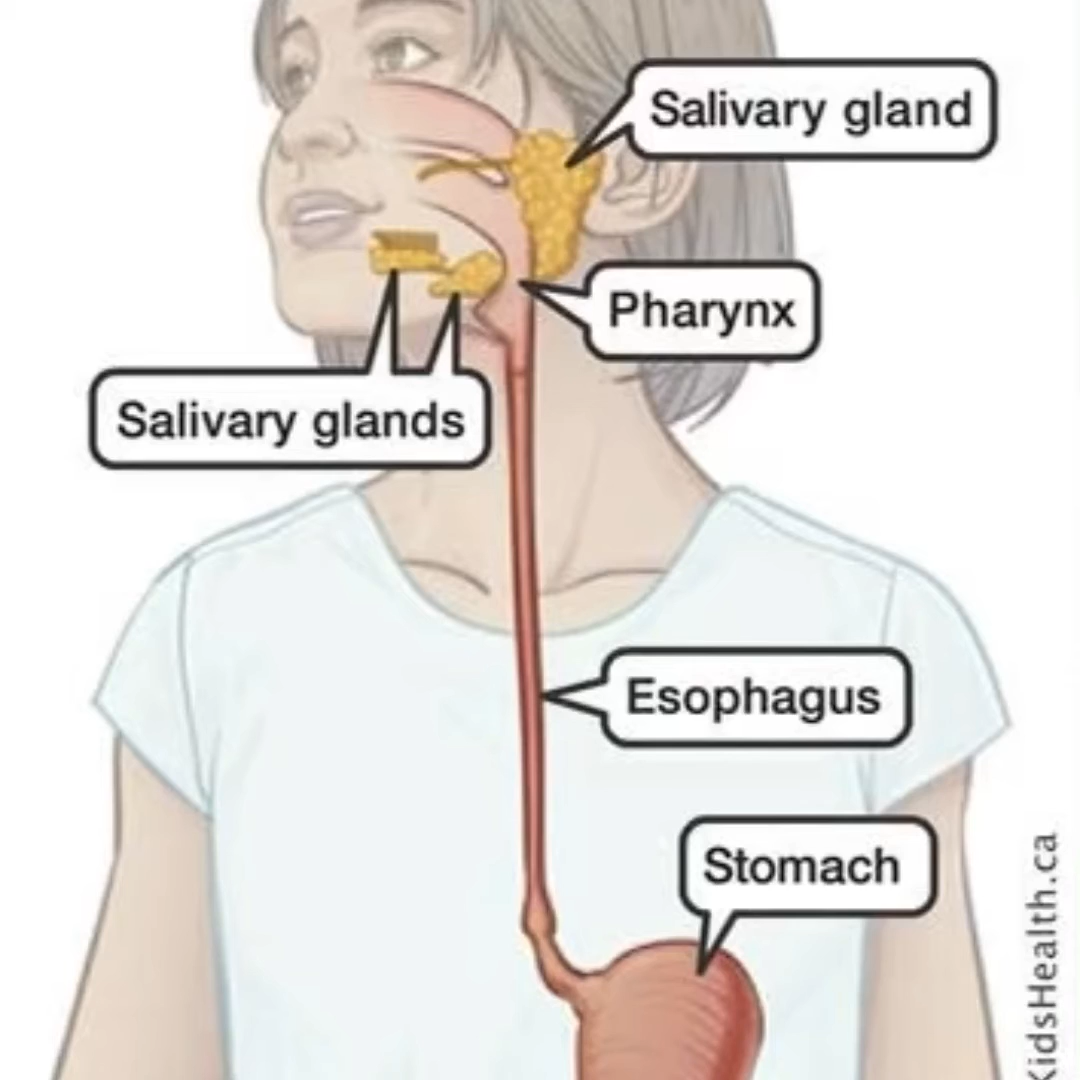 Salivary gland
Pharynx
Salivary glands
Esophagus
Stomach
KidsHealth.ca